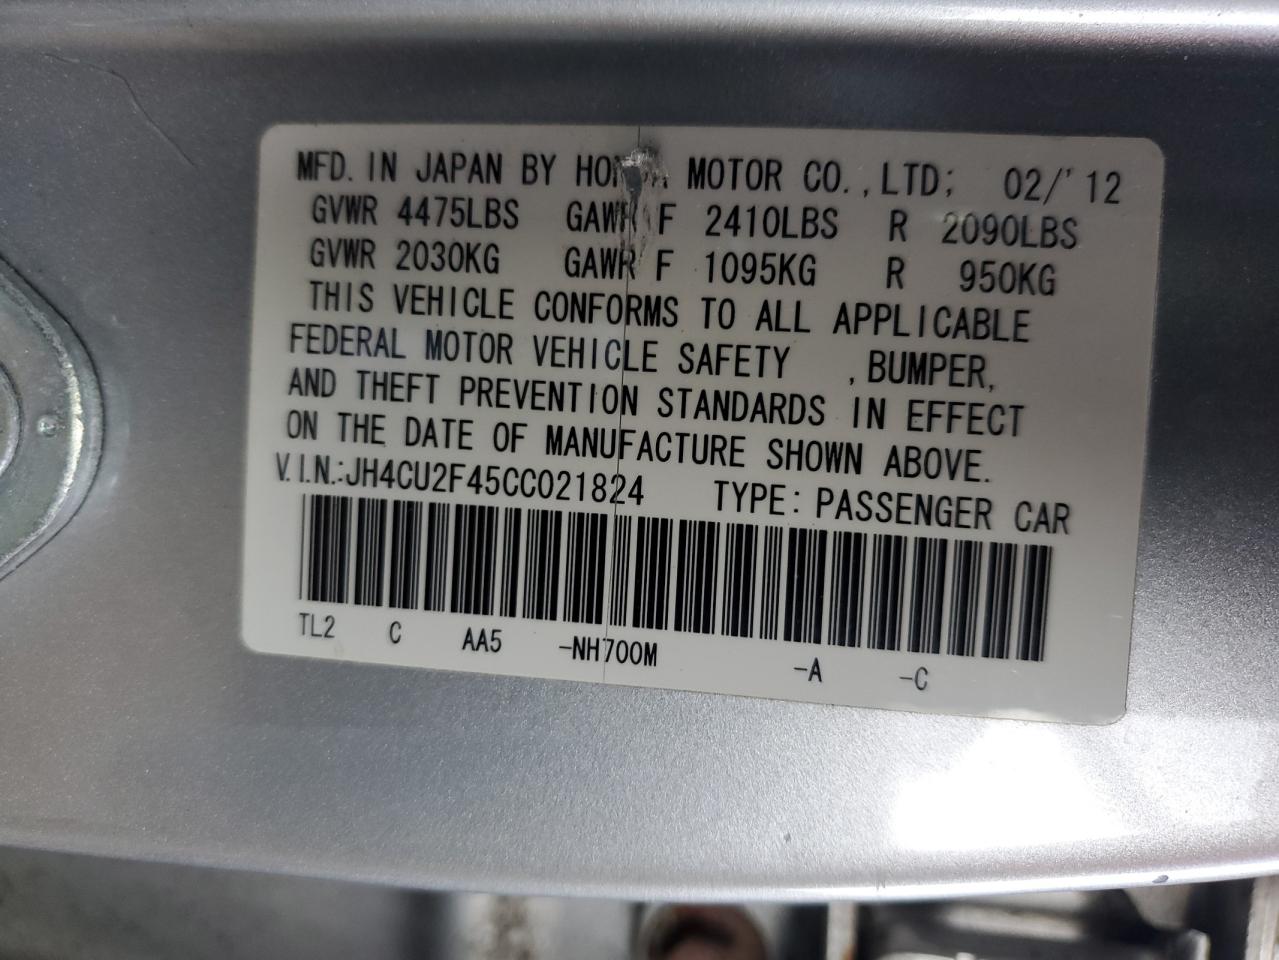 MFD. IN JAPAN BY HONDA MOTOR CO., LTD; 02/'12
GVWR 4475LBS GAWR F 2410LBS R 2090LBS
GVWR 2030KG GAWR F 1095KG R 950KG
THIS VEHICLE CONFORMS TO ALL APPLICABLE
FEDERAL MOTOR VEHICLE SAFETY , BUMPER,
AND THEFT PREVENTION STANDARDS IN EFFECT
ON THE DATE OF MANUFACTURE SHOWN ABOVE.
V.I.N.:JH4CU2F45CC021824 TYPE: PASSENGER CAR
TL2 C AA5 -NH700M -A -C